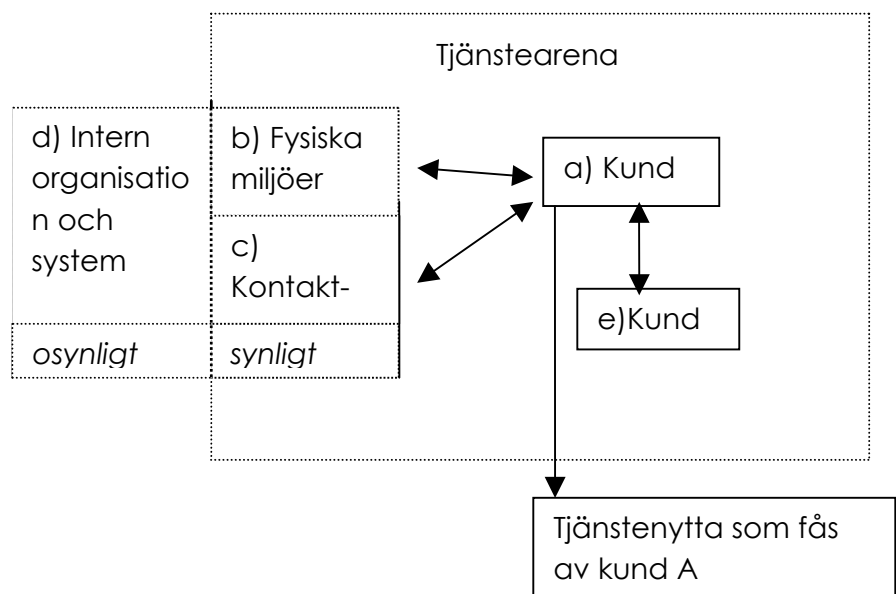 Tjänstearena
d) Intern
organisatio
n och
system
b) Fysiska
miljöer
a) Kund
c)
Kontakt-
e)Kund
osynligt
synligt
Tjänstenytta som fås
av kund A